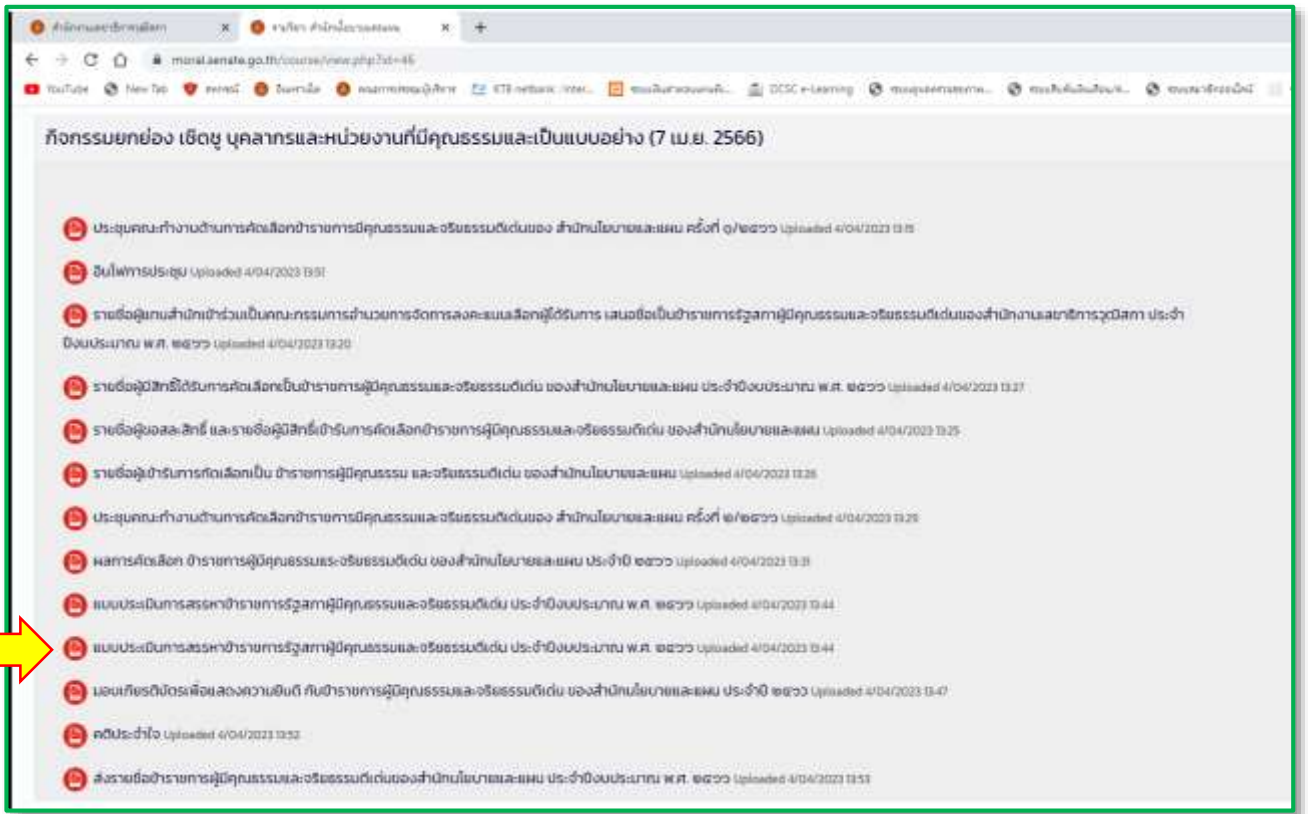 สำนักงานเลขาธิการวุฒิสภา
moral.senate.go.th/course/view.php?id=46
YouTube New Tab KTB netbank :Inter... DCSC e-Learning
กิจกรรมยกย่อง เชิดชู บุคลากรและหน่วยงานที่มีคุณธรรมและเป็นแบบอย่าง (7 เม.ย. 2566)
ประชุมคณะทำงานด้านการคัดเลือกข้าราชการมีคุณธรรมและจริยธรรมดีเด่นของ สำนักนโยบายและแผน ครั้งที่ ๑/๒๕๖๖ Uploaded 4/04/2023
อินโฟการประชุม Uploaded 4/04/2023 13:51
รายชื่อผู้แทนสำนักเข้าร่วมเป็นคณะกรรมการอำนวยการจัดการลงคะแนนเลือกผู้ได้รับการ เสนอชื่อเป็นข้าราชการรัฐสภาผู้มีคุณธรรมและจริยธรรมดีเด่นของสำนักงานเลขาธิการวุฒิสภา ประจำ
ปีงบประมาณ พ.ศ. ๒๕๖๖ Uploaded 4/04/2023 13:20
รายชื่อผู้มีสิทธิ์ได้รับการคัดเลือกเป็นข้าราชการผู้มีคุณธรรมและจริยธรรมดีเด่น ของสำนักนโยบายและแผน ประจำปีงบประมาณ พ.ศ. ๒๕๖๖ Uploaded 4/04/2023 13:27
รายชื่อผู้ขอสละสิทธิ์ และรายชื่อผู้มีสิทธิ์เข้ารับการคัดเลือกข้าราชการผู้มีคุณธรรมและจริยธรรมดีเด่น ของสำนักนโยบายและแผน Uploaded 4/04/2023 13:25
รายชื่อผู้เข้ารับการคัดเลือกเป็น ข้าราชการผู้มีคุณธรรม และจริยธรรมดีเด่น ของสำนักนโยบายและแผน Uploaded 4/04/2023
ประชุมคณะทำงานด้านการคัดเลือกข้าราชการมีคุณธรรมและจริยธรรมดีเด่นของ สำนักนโยบายและแผน ครั้งที่ ๒/๒๕๖๖ Uploaded 4/04/2023 13:29
ผลการคัดเลือก ข้าราชการผู้มีคุณธรรมและจริยธรรมดีเด่น ของสำนักนโยบายและแผน ประจำปี ๒๕๖๖ Uploaded 4/04/2023 13:31
แบบประเมินการสรรหาข้าราชการรัฐสภาผู้มีคุณธรรมและจริยธรรมดีเด่น ประจำปีงบประมาณ พ.ศ. ๒๕๖๖ Uploaded 4/04/2023 13:44
แบบประเมินการสรรหาข้าราชการรัฐสภาผู้มีคุณธรรมและจริยธรรมดีเด่น ประจำปีงบประมาณ พ.ศ. ๒๕๖๖ Uploaded 4/04/2023 13:44
มอบเกียรติบัตรเพื่อแสดงความยินดี กับข้าราชการผู้มีคุณธรรมและจริยธรรมดีเด่น ของสำนักนโยบายและแผน ประจำปี ๒๕๖๖ Uploaded 4/04/2023 13:47
คติประจำใจ Uploaded 4/04/2023 13:52
ส่งรายชื่อข้าราชการผู้มีคุณธรรมและจริยธรรมดีเด่นของสำนักนโยบายและแผน ประจำปีงบประมาณ พ.ศ. ๒๕๖๖ Uploaded 4/04/2023 13:53